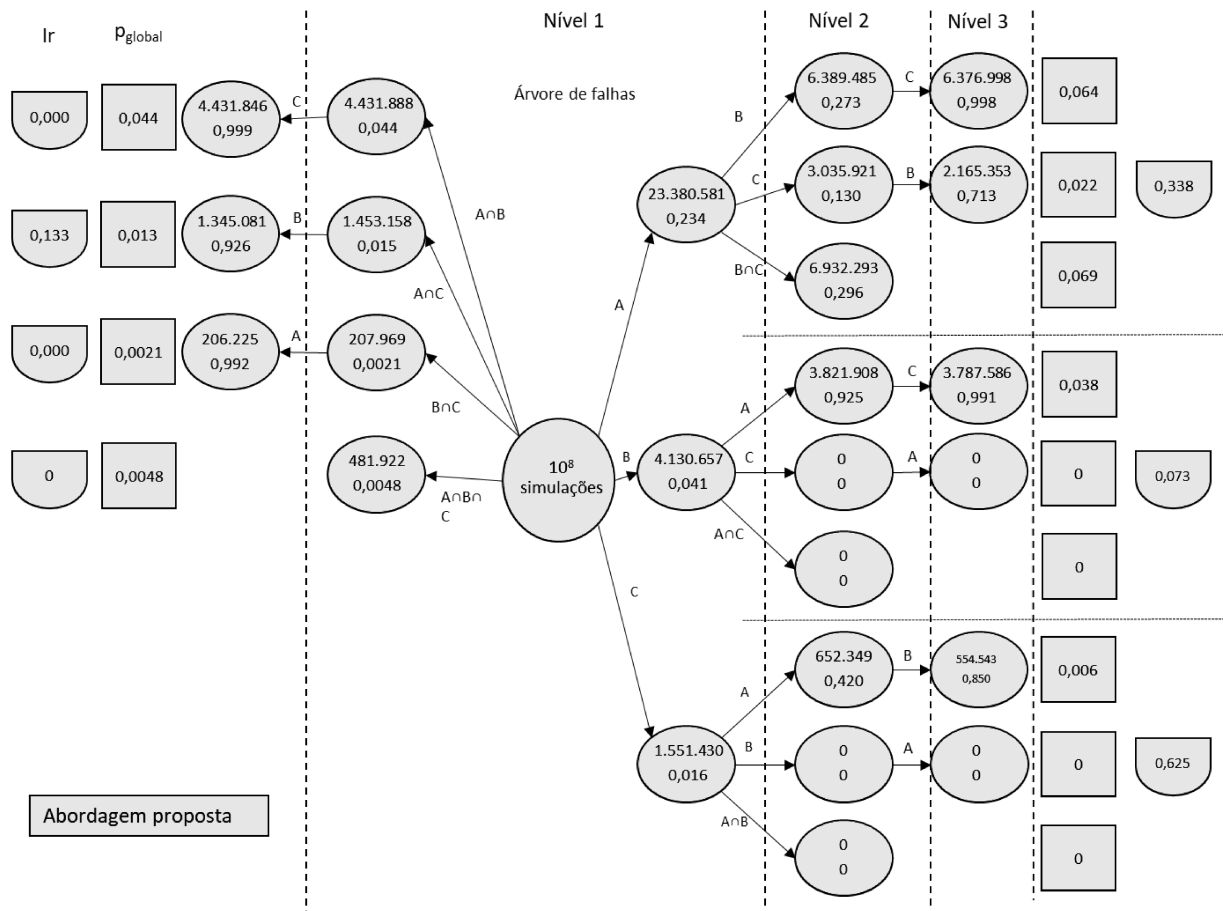 Ir
p_global
Nível 1
Nível 2
Nível 3
Árvore de falhas
0,000
0,044
4.431.846
0,999
C
4.431.888
0,044
A∩B
0,133
0,013
1.345.081
0,926
B
1.453.158
0,015
A∩C
0,000
0,0021
206.225
0,992
A
207.969
0,0021
B∩C
0
0,0048
481.922
0,0048
A∩B∩
C
10⁸
simulações
A
23.380.581
0,234
B
6.389.485
0,273
C
6.376.998
0,998
0,064
C
3.035.921
0,130
B
2.165.353
0,713
0,022
0,338
B∩C
6.932.293
0,296
0,069
B
4.130.657
0,041
A
3.821.908
0,925
C
3.787.586
0,991
0,038
C
0
0
A
0
0
0
0,073
A∩C
0
0
0
C
1.551.430
0,016
A
652.349
0,420
B
554.543
0,850
0,006
B
0
0
A
0
0
0
0,625
A∩B
0
0
0
Abordagem proposta